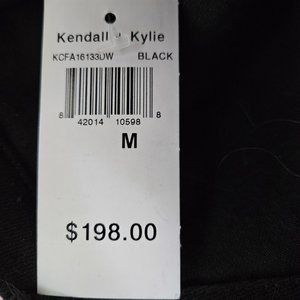 Kendall + Kylie
KCFA16133DW BLACK
8 42014 10598 8
M
$198.00